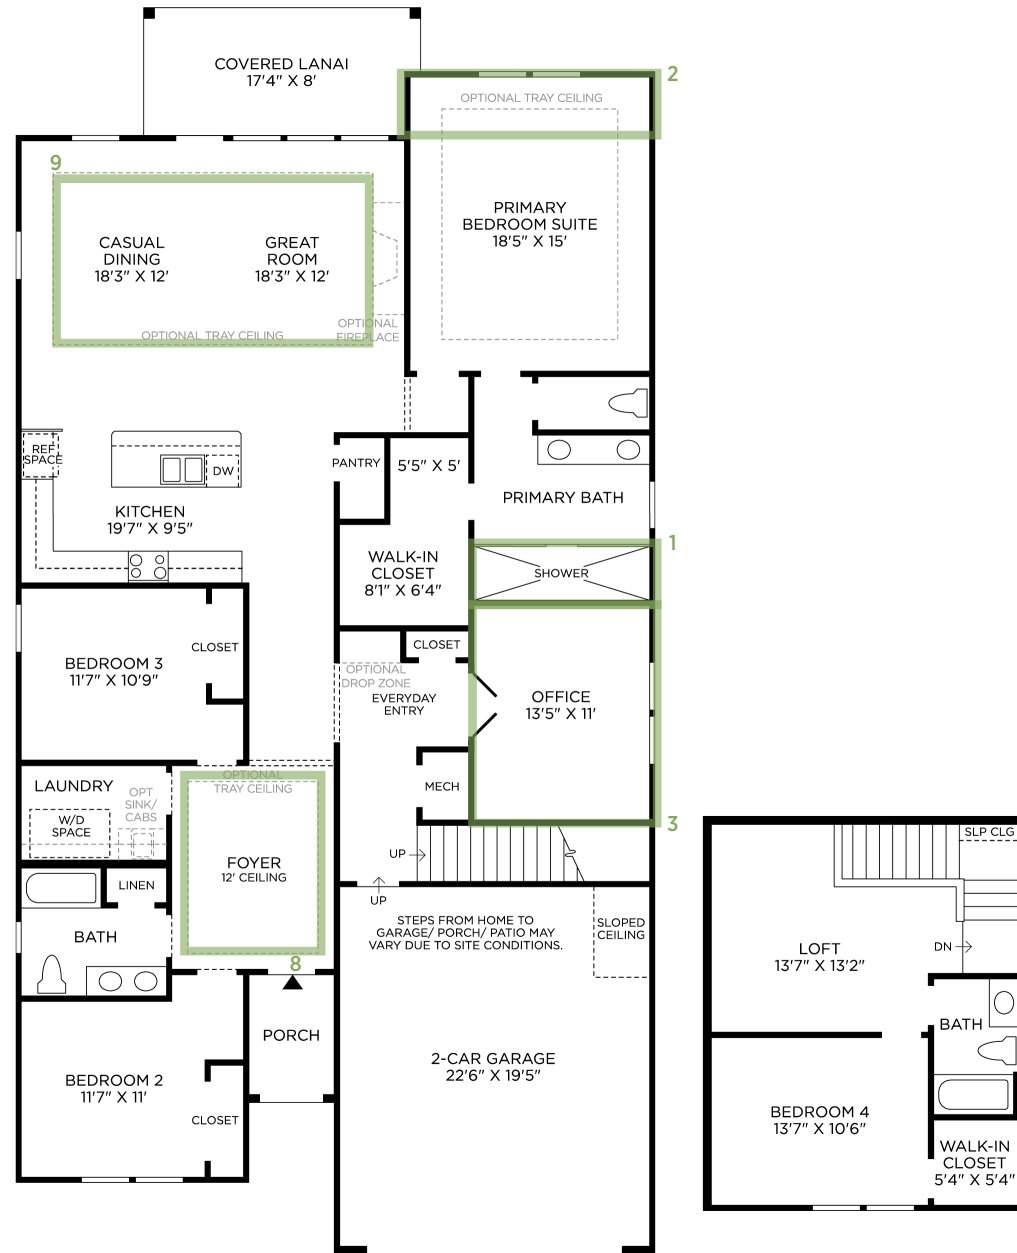 COVERED LANAI
17'4" X 8'
2
OPTIONAL TRAY CEILING
9
PRIMARY
BEDROOM SUITE
18'5" X 15'
CASUAL
DINING
18'3" X 12'
GREAT
ROOM
18'3" X 12'
OPTIONAL TRAY CEILING
OPTIONAL
FIREPLACE
REF
SPACE
DW
PANTRY
5'5" X 5'
KITCHEN
19'7" X 9'5"
PRIMARY BATH
1
WALK-IN
CLOSET
8'1" X 6'4"
SHOWER
CLOSET
BEDROOM 3
11'7" X 10'9"
CLOSET
OPTIONAL
DROP ZONE
EVERYDAY
ENTRY
OFFICE
13'5" X 11'
OPTIONAL
TRAY CEILING
LAUNDRY
OPT
SINK/
CABS
W/D
SPACE
MECH
3
FOYER
12' CEILING
UP
UP
LINEN
BATH
8
STEPS FROM HOME TO
GARAGE/ PORCH/ PATIO MAY
VARY DUE TO SITE CONDITIONS.
SLOPED
CEILING
PORCH
2-CAR GARAGE
22'6" X 19'5"
BEDROOM 2
11'7" X 11'
CLOSET
SLP CLG
LOFT
13'7" X 13'2"
DN
BATH
BEDROOM 4
13'7" X 10'6"
WALK-IN
CLOSET
5'4" X 5'4"